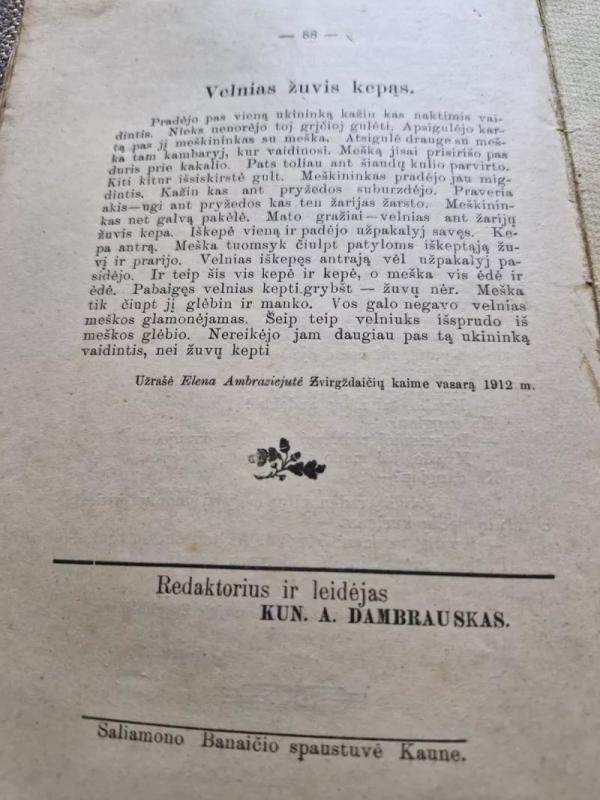 — 88 —
Velnias žuvis kepąs.
Pradėjo pas vieną ukininką kažin kas naktimis vai-
dintis. Nieks nenorėjo toj gričioj gulėti. Apsigulėjo kar-
tą pas jį meškininkas su meška. Atsigulė drauge su meš-
ka tam kambaryj, kur vaidinosi. Mešką jisai prisirišo pas
duris prie kakalio. Pats toliau ant šiaudų kulio parvirto.
Kiti kitur išsiskirstė gult. Meškininkas pradėjo jau mig-
dintis. Kažin kas ant pryžedos suburzdėjo. Praveria
akis—ugi ant pryžedos kas ten žarijas žarsto. Meškinin-
kas net galvą pakėlė. Mato gražiai—velnias ant žarijų
žuvis kepa. Iškepė vieną ir padėjo užpakalyj savęs. Ke-
pa antrą. Meška tuomsyk čiulpt patyloms iškeptąją žu-
vį ir prarijo. Velnias iškepęs antrąją vėl užpakalyj pa-
sidėjo. Ir teip šis vis kepė ir kepė, o meška vis ėdė ir
ėdė. Pabaigęs velnias kepti.grybšt — žuvų nėr. Meška
tik čiupt jį glėbin ir manko. Vos galo negavo velnias
meškos glamonėjamas. Šeip teip velniuks išsprudo iš
meškos glėbio. Nereikėjo jam daugiau pas tą ukininką
vaidintis, nei žuvų kepti
Užrašė Elena Ambraziejutė Zvirgždaičių kaime vasarą 1912 m.
Redaktorius ir leidėjas
KUN. A. DAMBRAUSKAS.
Saliamono Banaičio spaustuvė Kaune.